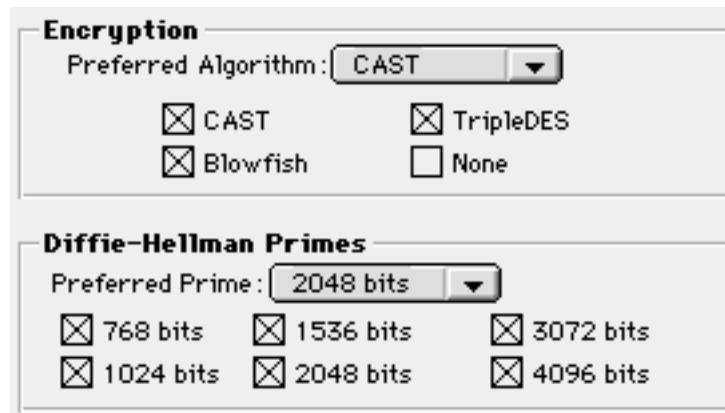 Encryption
Preferred Algorithm: CAST
CAST TripleDES
Blowfish None
Diffie-Hellman Primes
Preferred Prime: 2048 bits
768 bits 1536 bits 3072 bits
1024 bits 2048 bits 4096 bits